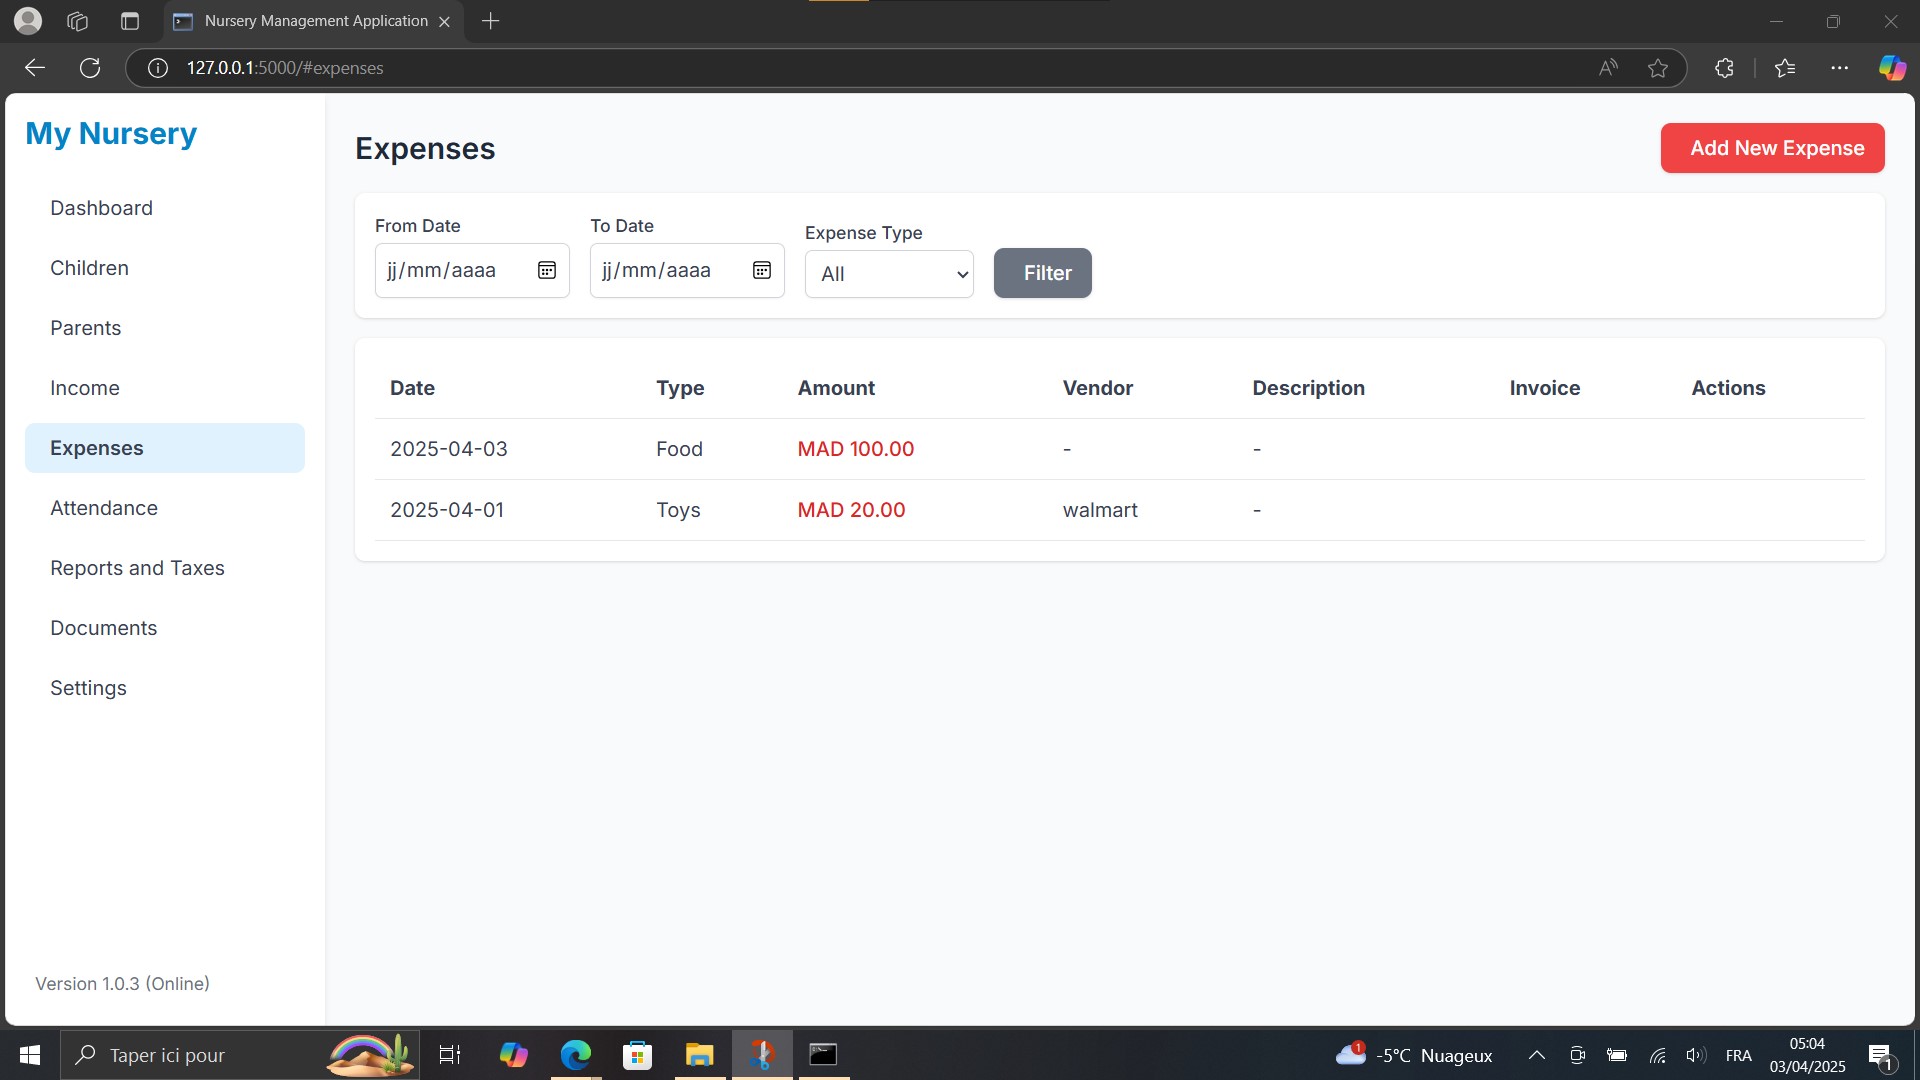 Nursery Management Application
127.0.0.1:5000/#expenses
My Nursery
Dashboard
Children
Parents
Income
Expenses
Attendance
Reports and Taxes
Documents
Settings
Version 1.0.3 (Online)
Expenses
Add New Expense
From Date
To Date
Expense Type
jj/mm/aaaa
jj/mm/aaaa
All
Filter
Date Type Amount Vendor Description Invoice Actions
2025-04-03 Food MAD 100.00 - -
2025-04-01 Toys MAD 20.00 walmart -
Taper ici pour
1
-5°C Nuageux
FRA
05:04
03/04/2025
1